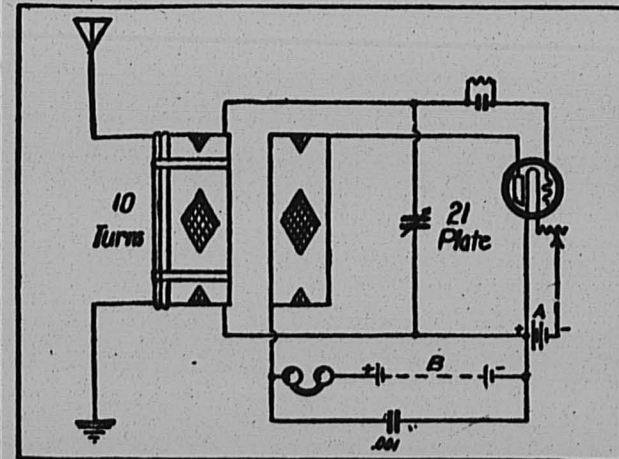 10
Turns
21
Plate
A
+ -
+ B -
.001